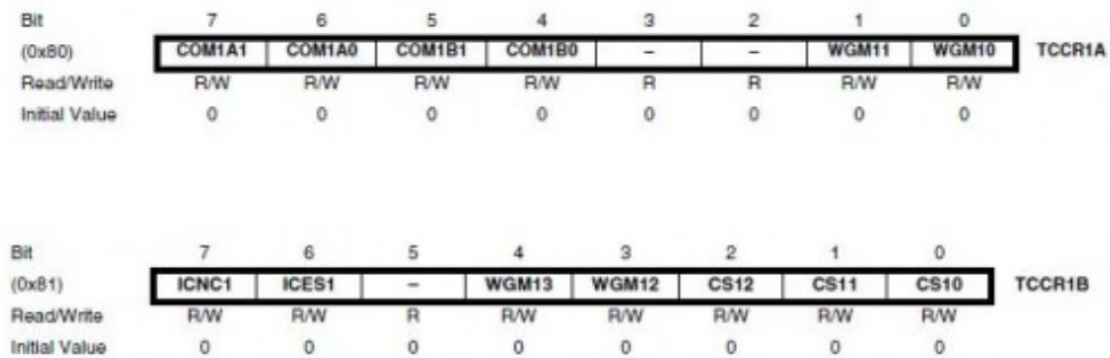 Bit 7 6 5 4 3 2 1 0
(0x80) COM1A1 COM1A0 COM1B1 COM1B0 – – WGM11 WGM10 TCCR1A
Read/Write R/W R/W R/W R/W R R R/W R/W
Initial Value 0 0 0 0 0 0 0 0
Bit 7 6 5 4 3 2 1 0
(0x81) ICNC1 ICES1 – WGM13 WGM12 CS12 CS11 CS10 TCCR1B
Read/Write R/W R/W R R/W R/W R/W R/W R/W
Initial Value 0 0 0 0 0 0 0 0